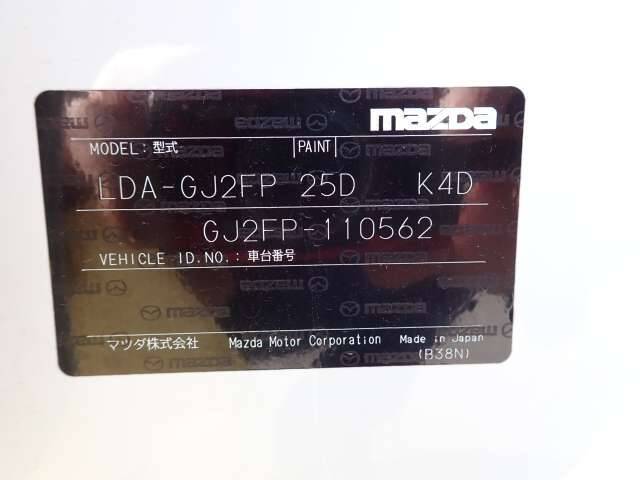 mazda
MODEL: 型式 PAINT
LDA-GJ2FP 25D K4D
GJ2FP-110562
VEHICLE ID.NO.: 車台番号
マツダ株式会社 Mazda Motor Corporation Made in Japan
(B38N)